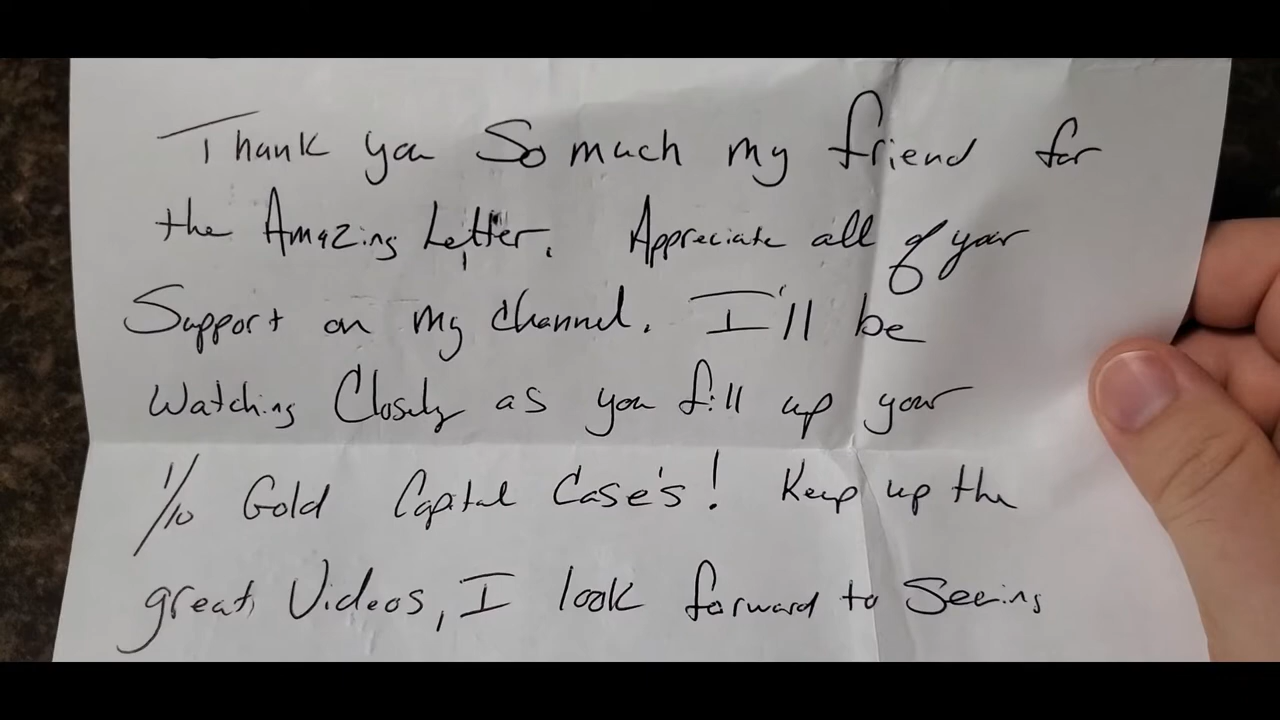 Thank you So much my friend for
the Amazing Letter. Appreciate all of your
Support on my channel. I'll be
Watching Closely as you fill up your
1/10 Gold Capital Case's! Keep up the
great Videos, I look forward to Seeing